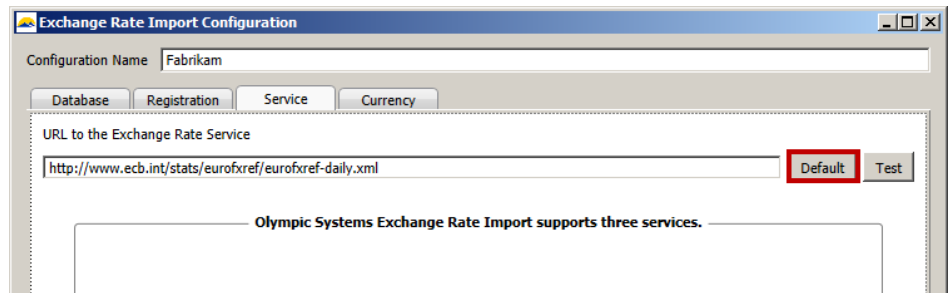 Exchange Rate Import Configuration
Configuration Name Fabrikam
Database Registration Service Currency
URL to the Exchange Rate Service
http://www.ecb.int/stats/eurofxref/eurofxref-daily.xml Default Test
Olympic Systems Exchange Rate Import supports three services.